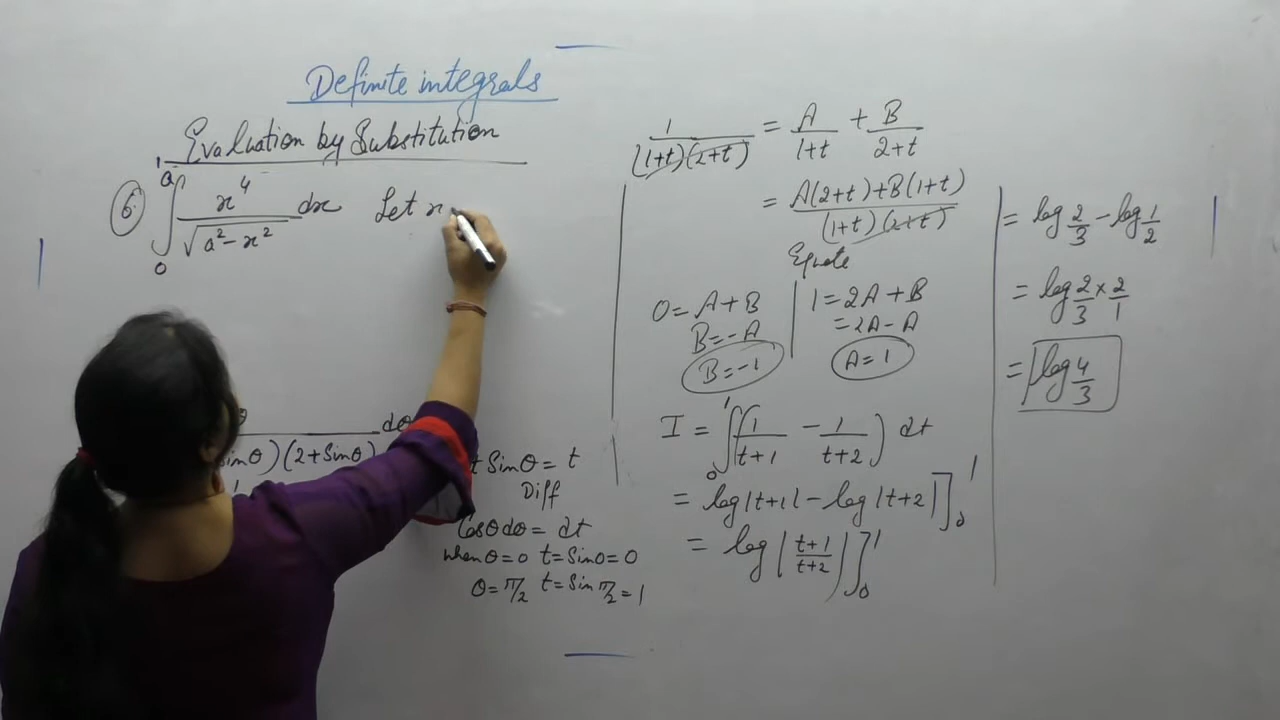 Definite integrals
Evaluation by Substitution
6. ∫₀ᵃ x⁴/√(a²-x²) dx Let x
dθ
sinθ)(2+Sinθ)
t Sinθ = t
Diff
Cosθdθ = dt
when θ=0 t=Sin0=0
θ=π/2 t=Sin π/2=1
1/((1+t)(2+t)) = A/(1+t) + B/(2+t)
= (A(2+t)+B(1+t))/((1+t)(2+t))
Equate
0=A+B
B=-A
B=-1
1=2A+B
=2A-A
A=1
I = ∫₀¹ (1/(t+1) - 1/(t+2)) dt
= log|t+1| - log|t+2|]₀¹
= log|(t+1)/(t+2)|]₀¹
= log 2/3 - log 1/2
= log 2/3 × 2/1
= log 4/3